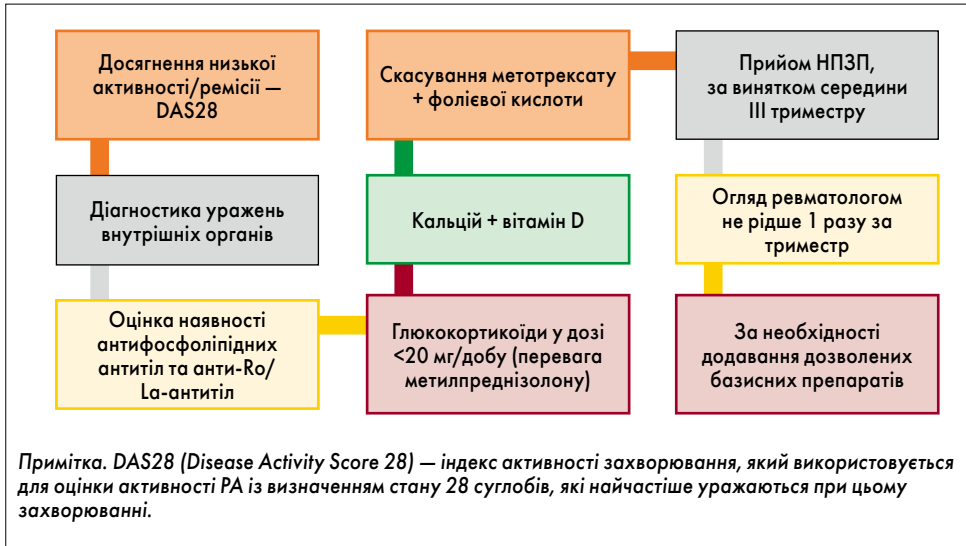 Досягнення низької
активності/ремісії —
DAS28
Діагностика уражень
внутрішніх органів
Оцінка наявності
антифосфоліпідних
антитіл та анти-Ro/
La-антитіл
Глюкокортикоїди у дозі
<20 мг/добу (перевага
метилпреднізолону)
Кальцій + вітамін D
Скасування метотрексату
+ фолієвої кислоти
Прийом НПЗП,
за винятком середини
III триместру
Огляд ревматологом
не рідше 1 разу за
триместр
За необхідності
додавання дозволених
базисних препаратів
Примітка. DAS28 (Disease Activity Score 28) — індекс активності захворювання, який використовується
для оцінки активності РА із визначенням стану 28 суглобів, які найчастіше уражаються при цьому
захворюванні.